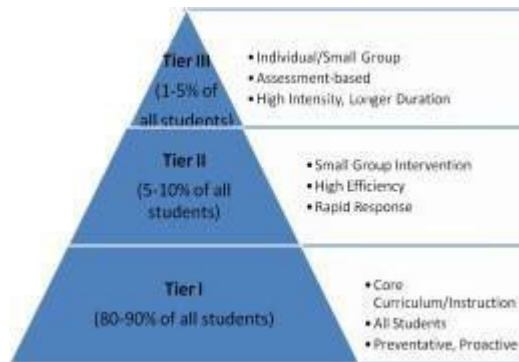 Tier III
(1-5% of
all students)
• Individual/Small Group
• Assessment-based
• High Intensity, Longer Duration
Tier II
(5-10% of all
students)
• Small Group Intervention
• High Efficiency
• Rapid Response
Tier I
(80-90% of all students)
• Core
Curriculum/Instruction
• All Students
• Preventative, Proactive